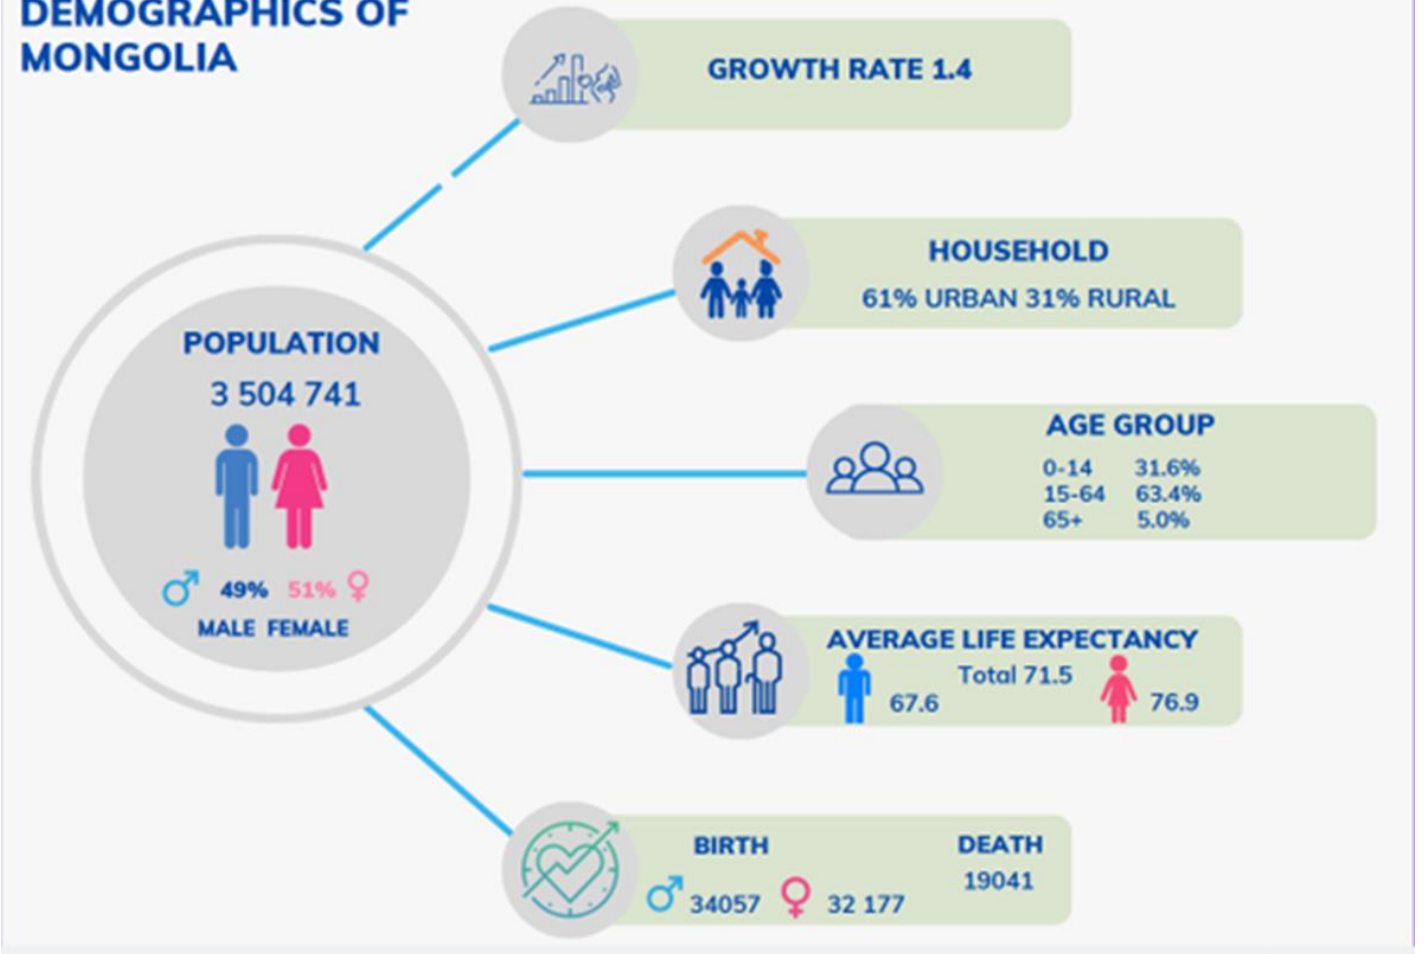 DEMOGRAPHICS OF
MONGOLIA
GROWTH RATE 1.4
HOUSEHOLD
61% URBAN 31% RURAL
POPULATION
3 504 741
49% 51%
MALE FEMALE
AGE GROUP
0-14 31.6%
15-64 63.4%
65+ 5.0%
AVERAGE LIFE EXPECTANCY
Total 71.5
67.6 76.9
BIRTH DEATH
19041
34057 32 177